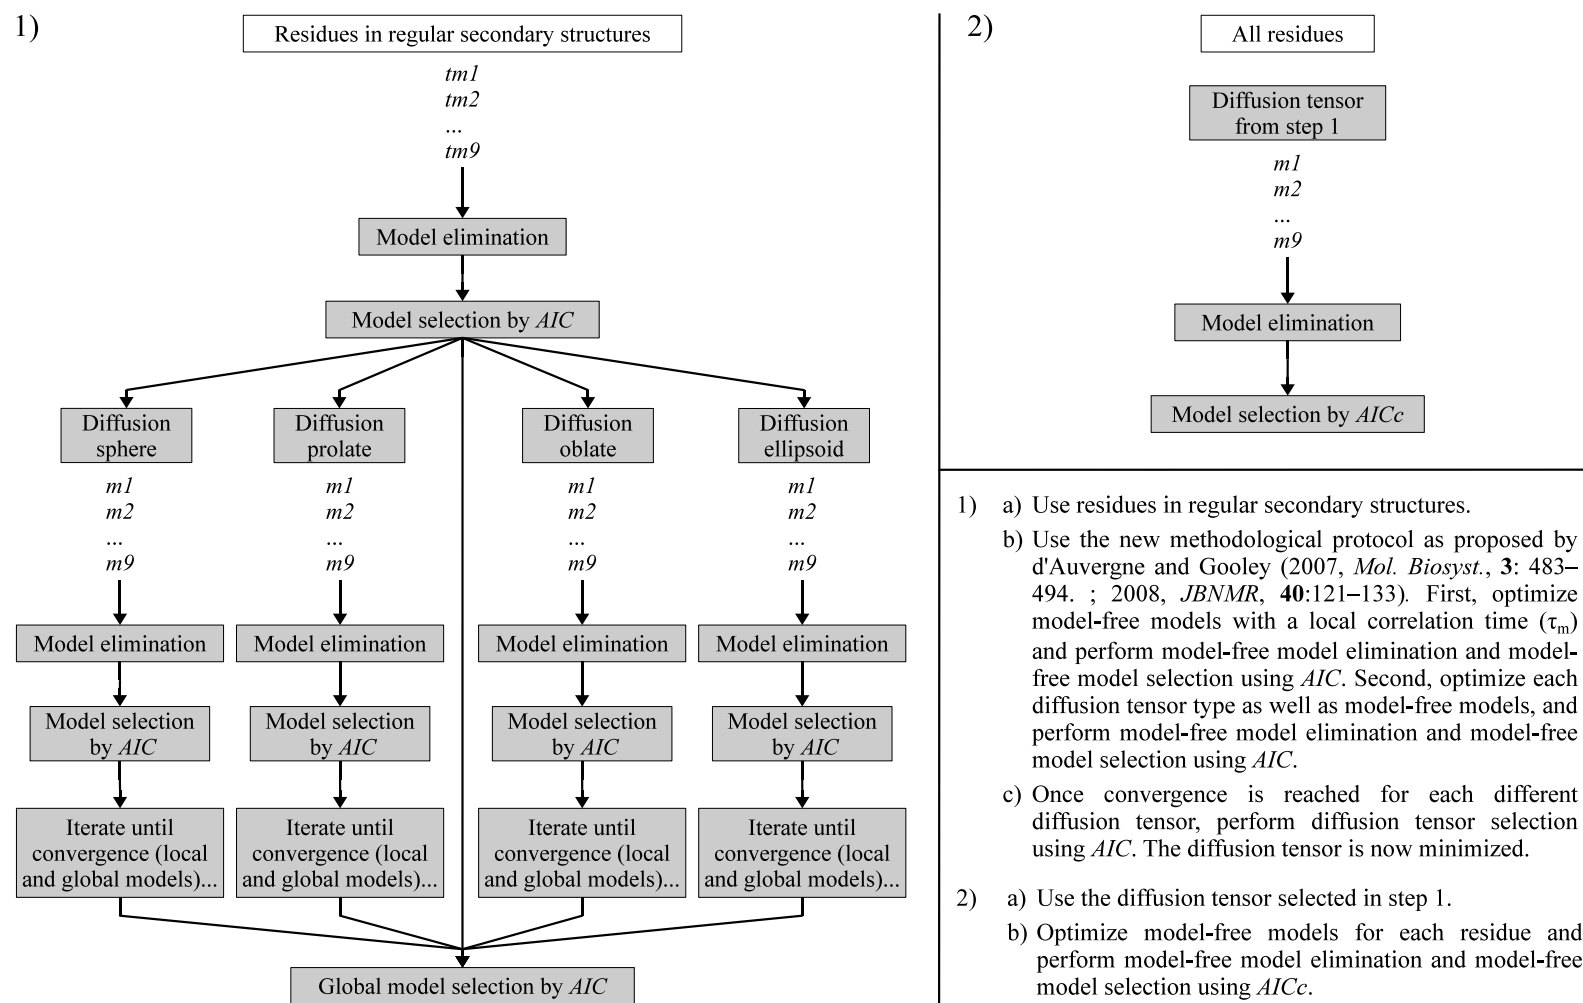 1)
Residues in regular secondary structures
tm1
tm2
...
tm9
Model elimination
Model selection by AIC
Diffusion
sphere
m1
m2
...
m9
Model elimination
Model selection
by AIC
Iterate until
convergence (local
and global models)...
Diffusion
prolate
m1
m2
...
m9
Model elimination
Model selection
by AIC
Iterate until
convergence (local
and global models)...
Diffusion
oblate
m1
m2
...
m9
Model elimination
Model selection
by AIC
Iterate until
convergence (local
and global models)...
Diffusion
ellipsoid
m1
m2
...
m9
Model elimination
Model selection
by AIC
Iterate until
convergence (local
and global models)...
Global model selection by AIC
2)
All residues
Diffusion tensor
from step 1
m1
m2
...
m9
Model elimination
Model selection by AICc
1) a) Use residues in regular secondary structures.
b) Use the new methodological protocol as proposed by
d'Auvergne and Gooley (2007, Mol. Biosyst., 3: 483–
494. ; 2008, JBNMR, 40:121–133). First, optimize
model-free models with a local correlation time (τm)
and perform model-free model elimination and model-
free model selection using AIC. Second, optimize each
diffusion tensor type as well as model-free models, and
perform model-free model elimination and model-free
model selection using AIC.
c) Once convergence is reached for each different
diffusion tensor, perform diffusion tensor selection
using AIC. The diffusion tensor is now minimized.
2) a) Use the diffusion tensor selected in step 1.
b) Optimize model-free models for each residue and
perform model-free model elimination and model-free
model selection using AICc.